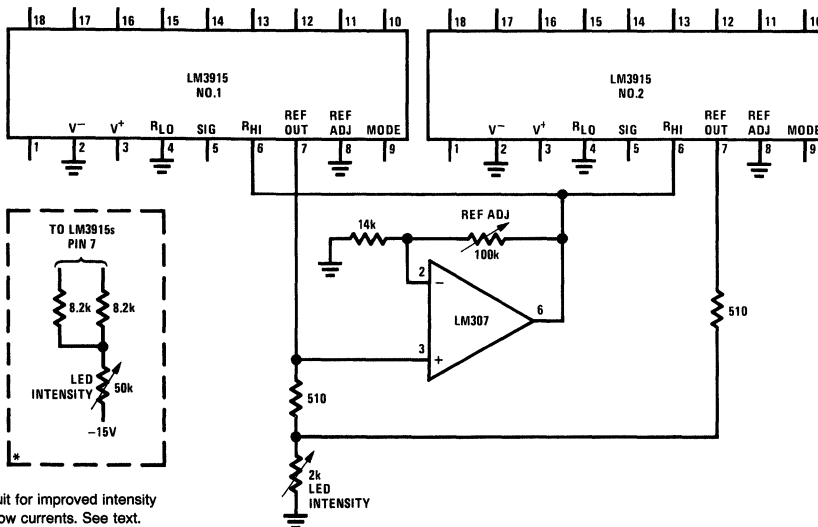 18 17 16 15 14 13 12 11 10
LM3915
NO.1
V⁻ V⁺ RLO SIG RHI REF OUT REF ADJ MODE
1 2 3 4 5 6 7 8 9
18 17 16 15 14 13 12 11 10
LM3915
NO.2
V⁻ V⁺ RLO SIG RHI REF OUT REF ADJ MODE
1 2 3 4 5 6 7 8 9
TO LM3915s
PIN 7
8.2k 8.2k
LED
INTENSITY
50k
−15V
*
14k
REF ADJ
100k
2
−
LM307
6
3
+
510
510
2k
LED
INTENSITY
uit for improved intensity
ow currents. See text.